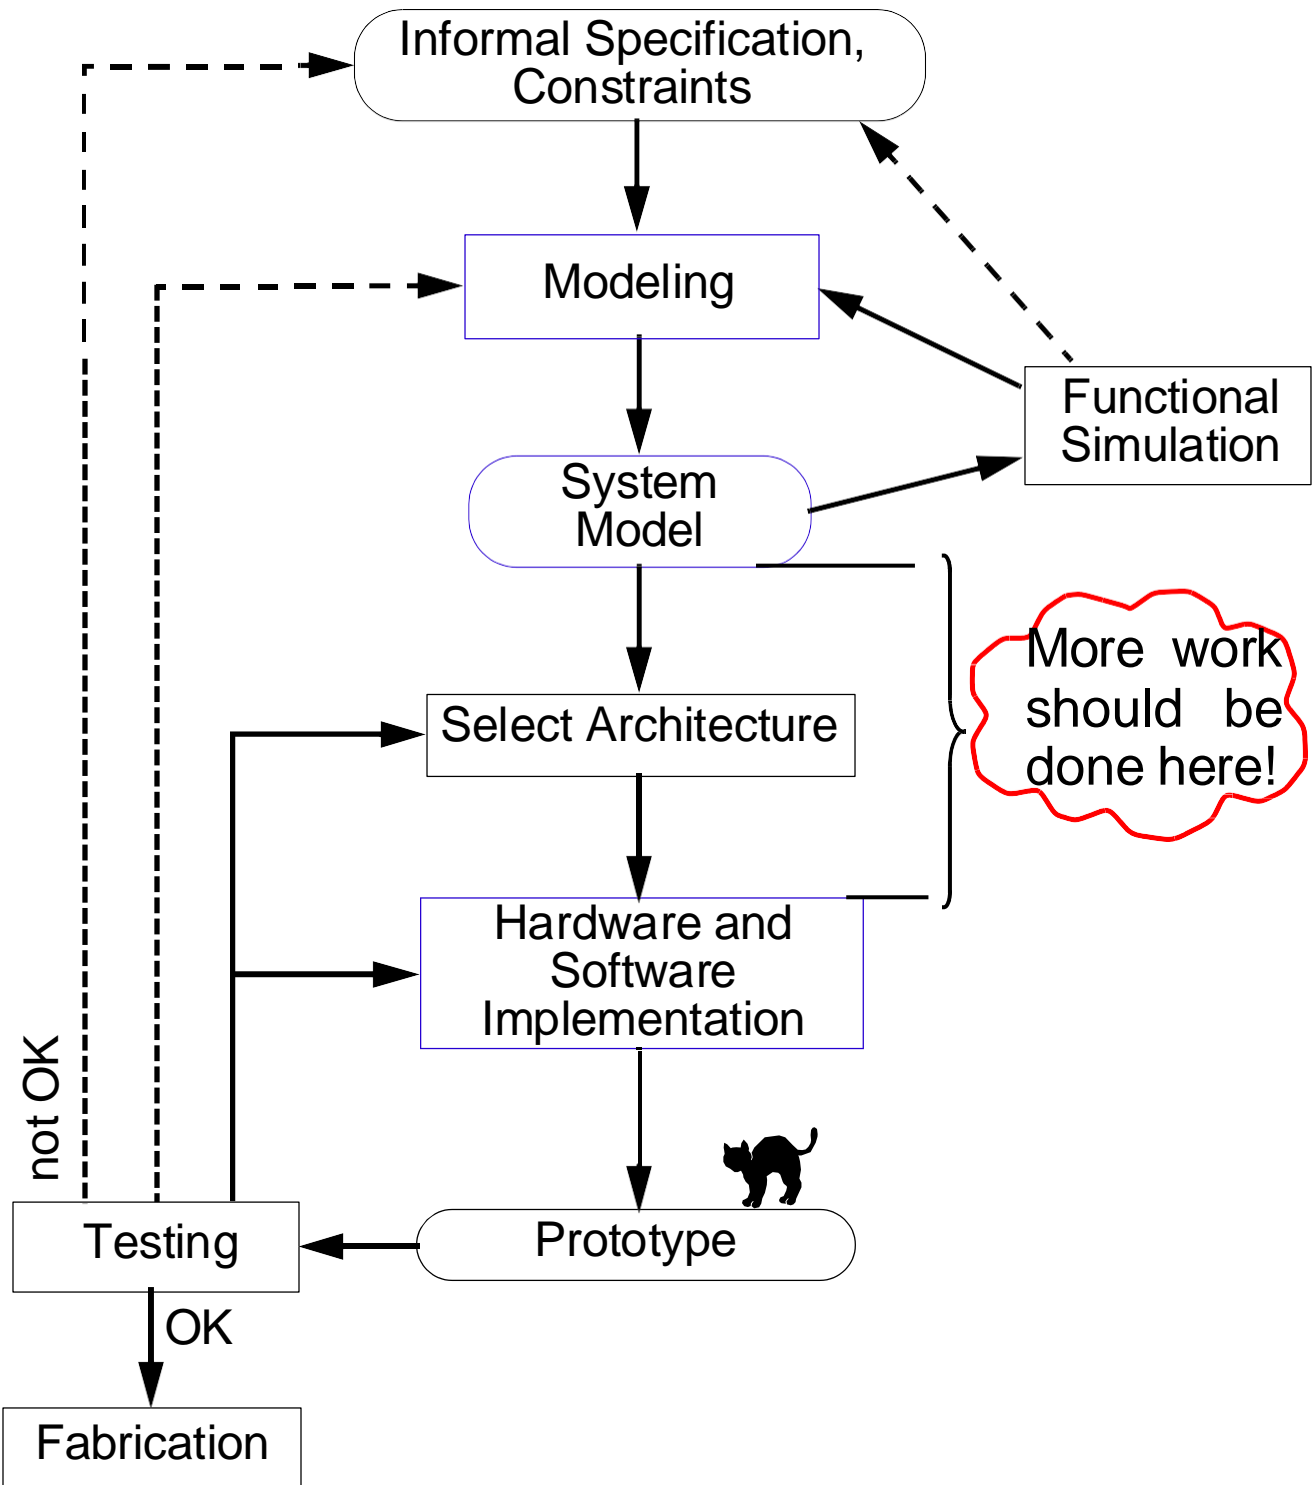 Informal Specification,
Constraints
Modeling
Functional
Simulation
System
Model
More work
should be
done here!
Select Architecture
Hardware and
Software
Implementation
not OK
Prototype
Testing
OK
Fabrication